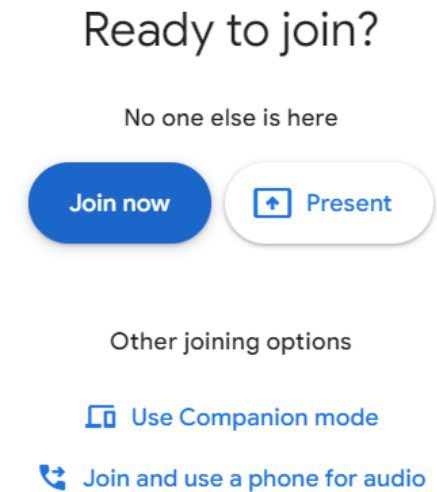 Ready to join?
No one else is here
Join now
Present
Other joining options
Use Companion mode
Join and use a phone for audio